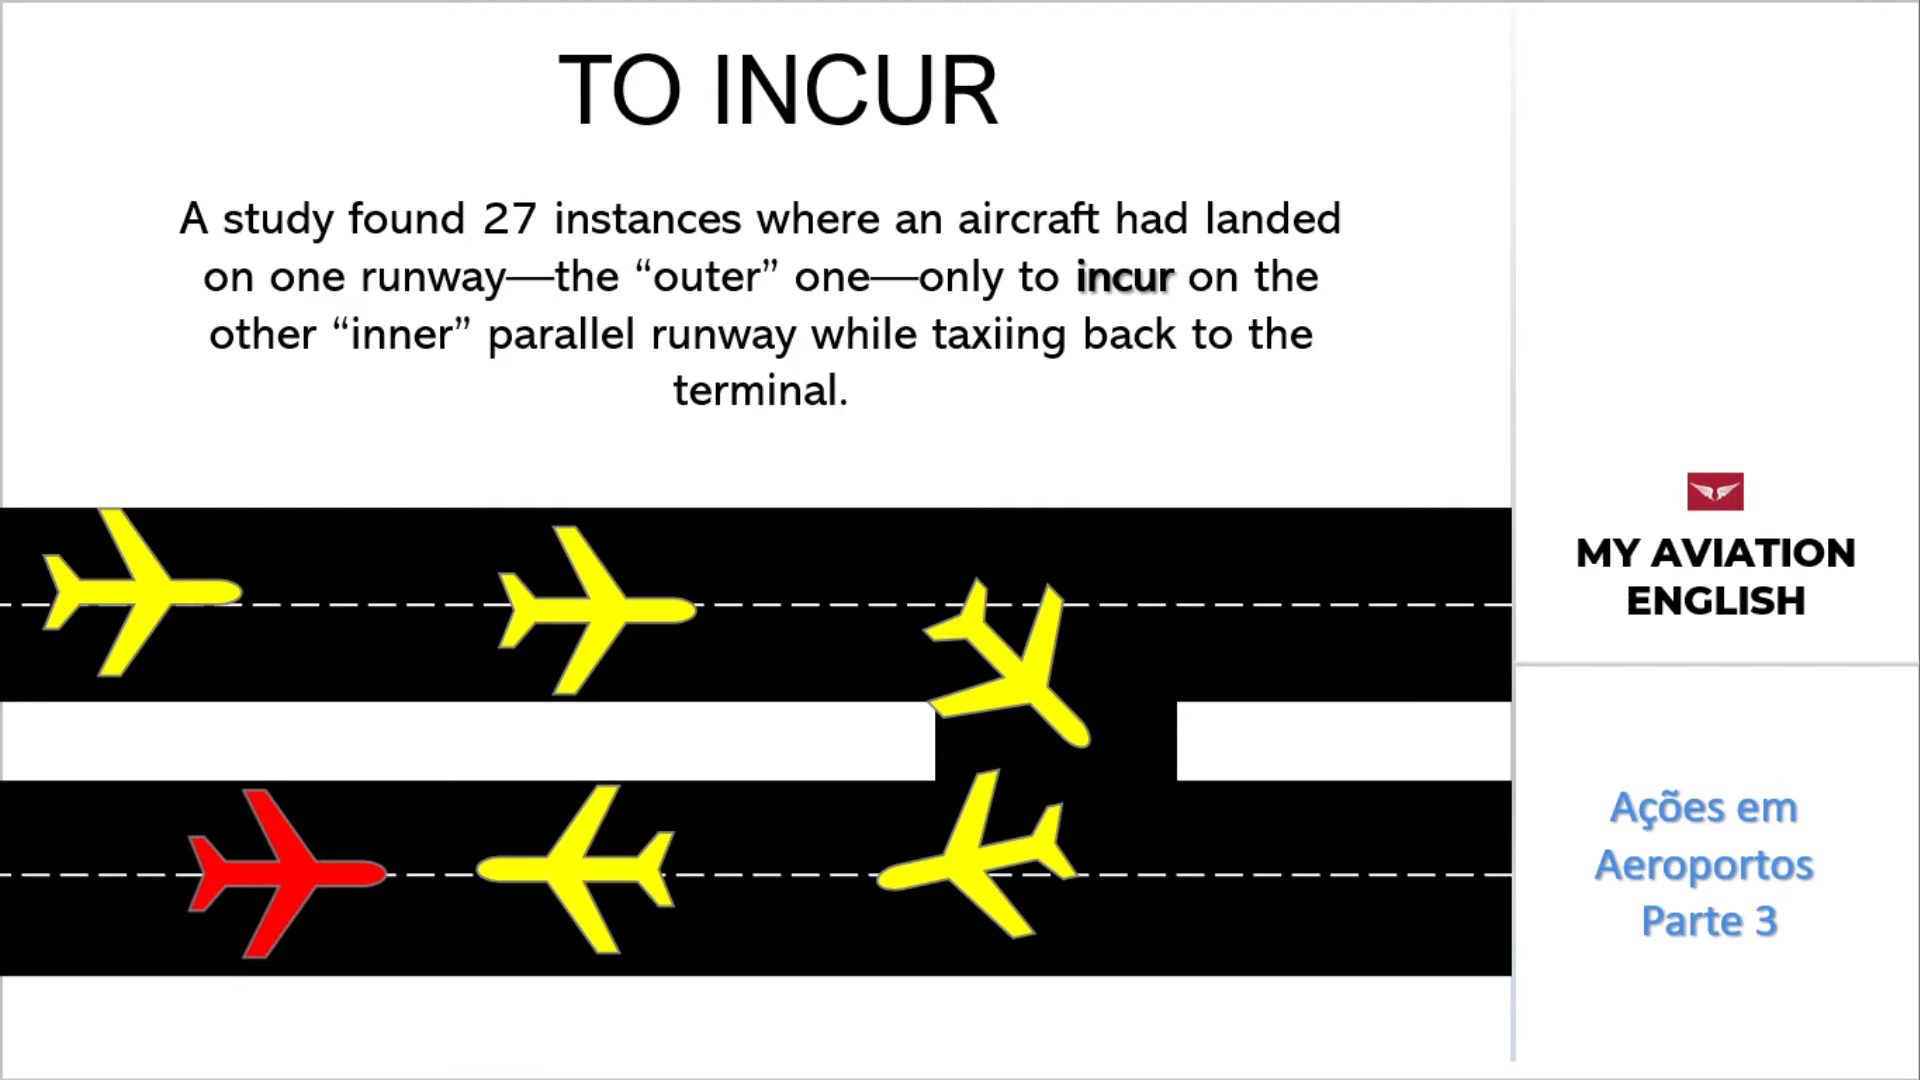 TO INCUR
A study found 27 instances where an aircraft had landed
on one runway—the “outer” one—only to incur on the
other “inner” parallel runway while taxiing back to the
terminal.
MY AVIATION
ENGLISH
Ações em
Aeroportos
Parte 3